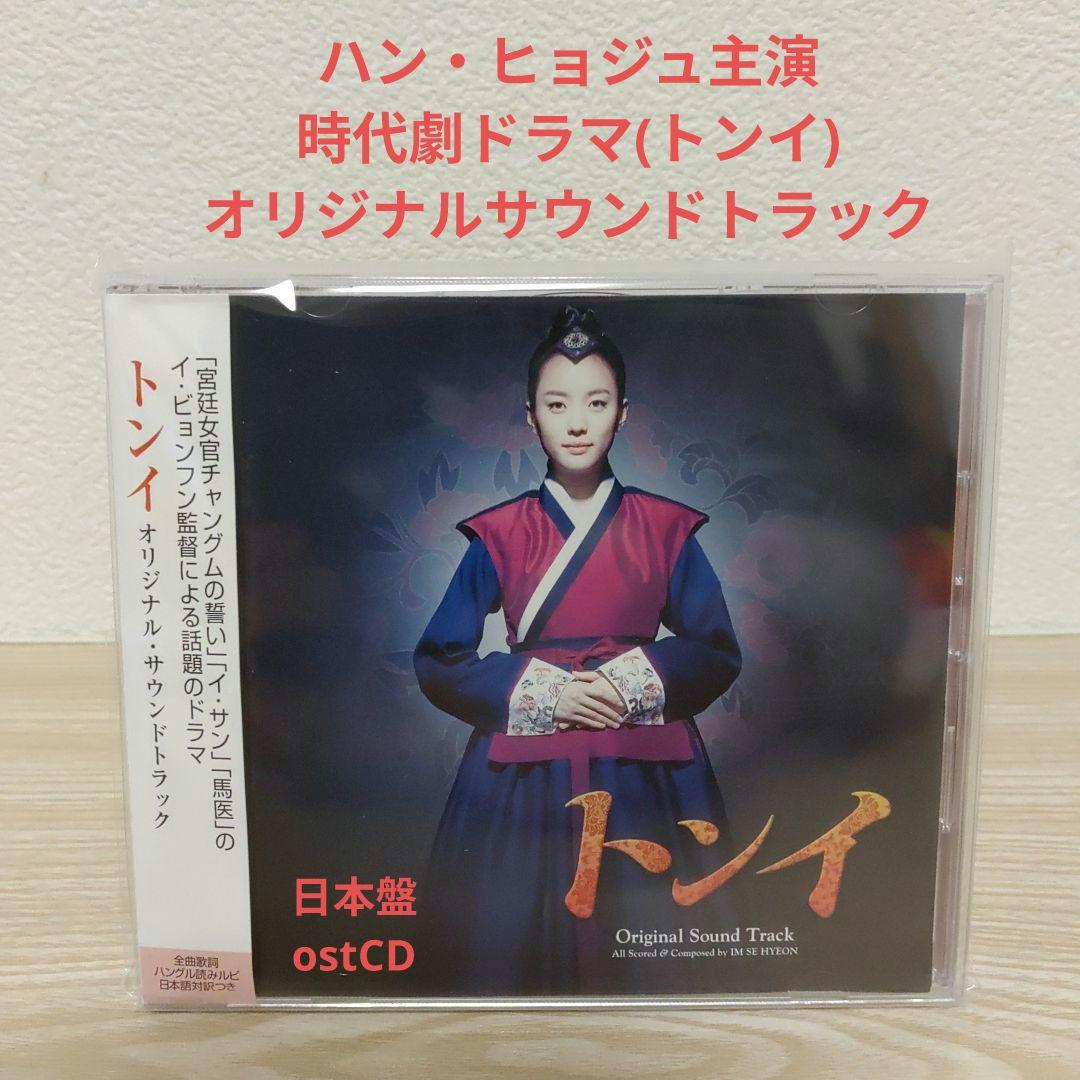 ハン・ヒョジュ主演
時代劇ドラマ(トンイ)
オリジナルサウンドトラック
「宮廷女官チャングムの誓い」「イ・サン」「馬医」の
イ・ビョンフン監督による話題のドラマ
トンイ オリジナル・サウンドトラック
全曲歌詞
ハングル読みルビ
日本語対訳つき
トンイ
Original Sound Track
All Scored & Composed by IM SE HYEON
日本盤
ostCD